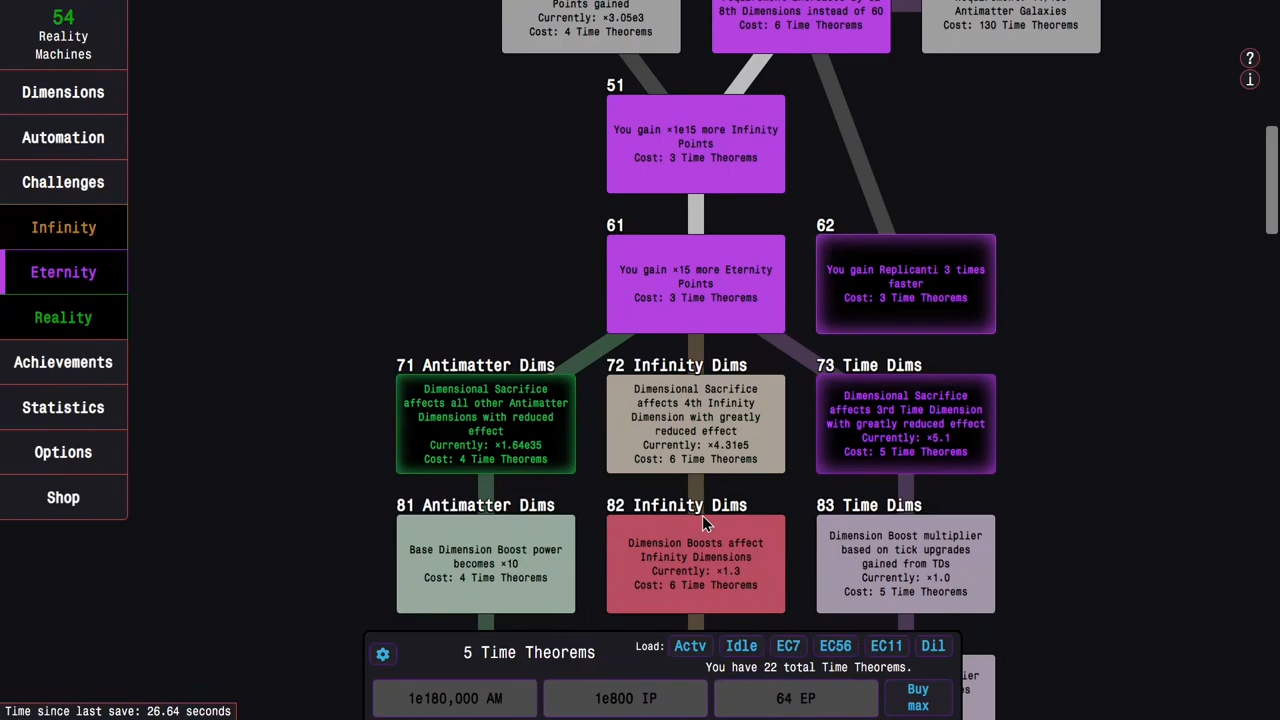 54
Reality
Machines
Dimensions
Automation
Challenges
Infinity
Eternity
Reality
Achievements
Statistics
Options
Shop
Points gained
Currently: ×3.05e3
Cost: 4 Time Theorems
8th Dimensions instead of 60
Cost: 6 Time Theorems
Antimatter Galaxies
Cost: 130 Time Theorems
?
i
51
You gain ×1e15 more Infinity
Points
Cost: 3 Time Theorems
61
You gain ×15 more Eternity
Points
Cost: 3 Time Theorems
62
You gain Replicanti 3 times
faster
Cost: 3 Time Theorems
71 Antimatter Dims
Dimensional Sacrifice
affects all other Antimatter
Dimensions with reduced
effect
Currently: ×1.64e35
Cost: 4 Time Theorems
72 Infinity Dims
Dimensional Sacrifice
affects 4th Infinity
Dimension with greatly
reduced effect
Currently: ×4.31e5
Cost: 6 Time Theorems
73 Time Dims
Dimensional Sacrifice
affects 3rd Time Dimension
with greatly reduced effect
Currently: ×5.1
Cost: 5 Time Theorems
81 Antimatter Dims
Base Dimension Boost power
becomes ×10
Cost: 4 Time Theorems
82 Infinity Dims
Dimension Boosts affect
Infinity Dimensions
Currently: ×1.3
Cost: 6 Time Theorems
83 Time Dims
Dimension Boost multiplier
based on tick upgrades
gained from TDs
Currently: ×1.0
Cost: 5 Time Theorems
5 Time Theorems
Load: Actv Idle EC7 EC56 EC11 Dil
You have 22 total Time Theorems.
1e180,000 AM
1e800 IP
64 EP
Buy
max
Time since last save: 26.64 seconds